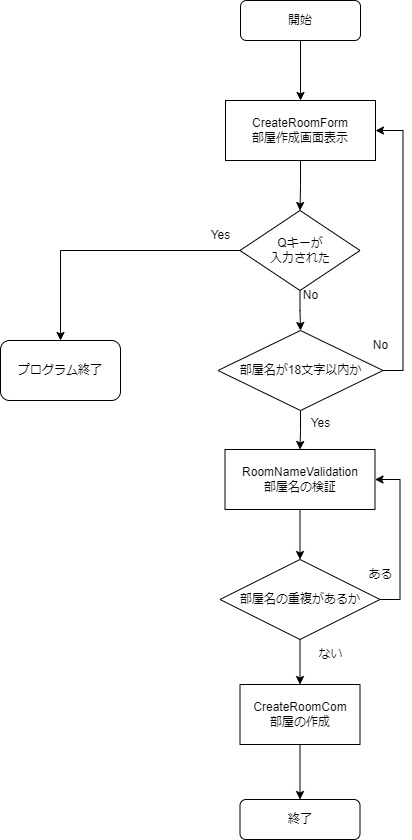 開始
CreateRoomForm
部屋作成画面表示
Yes
Qキーが
入力された
No
プログラム終了
部屋名が18文字以内か
No
Yes
RoomNameValidation
部屋名の検証
部屋名の重複があるか
ある
ない
CreateRoomCom
部屋の作成
終了